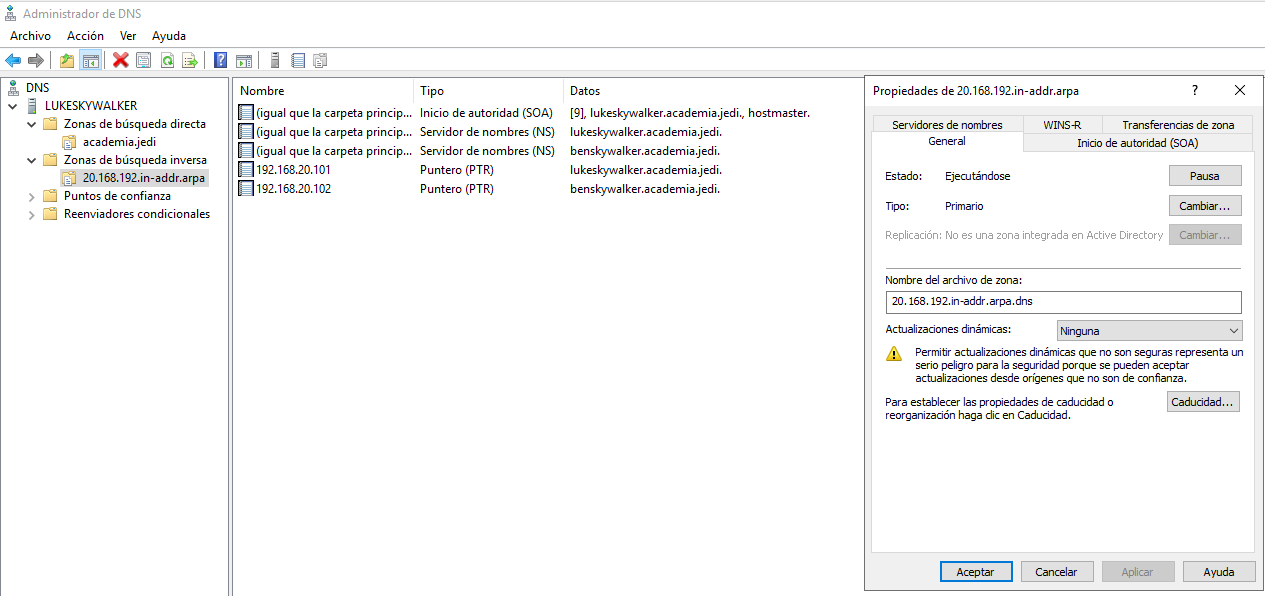 Administrador de DNS
Archivo Acción Ver Ayuda
DNS
LUKESKYWALKER
Zonas de búsqueda directa
academia.jedi
Zonas de búsqueda inversa
20.168.192.in-addr.arpa
Puntos de confianza
Reenviadores condicionales
Nombre Tipo Datos
(igual que la carpeta princip... Inicio de autoridad (SOA) [9], lukeskywalker.academia.jedi., hostmaster.
(igual que la carpeta princip... Servidor de nombres (NS) lukeskywalker.academia.jedi.
(igual que la carpeta princip... Servidor de nombres (NS) benskywalker.academia.jedi.
192.168.20.101 Puntero (PTR) lukeskywalker.academia.jedi.
192.168.20.102 Puntero (PTR) benskywalker.academia.jedi.
Propiedades de 20.168.192.in-addr.arpa ?
Servidores de nombres WINS-R Transferencias de zona
General Inicio de autoridad (SOA)
Estado: Ejecutándose Pausa
Tipo: Primario Cambiar...
Replicación: No es una zona integrada en Active Directory Cambiar...
Nombre del archivo de zona:
20.168.192.in-addr.arpa.dns
Actualizaciones dinámicas: Ninguna
Permitir actualizaciones dinámicas que no son seguras representa un
serio peligro para la seguridad porque se pueden aceptar
actualizaciones desde orígenes que no son de confianza.
Para establecer las propiedades de caducidad o
reorganización haga clic en Caducidad.
Caducidad...
Aceptar Cancelar Aplicar Ayuda